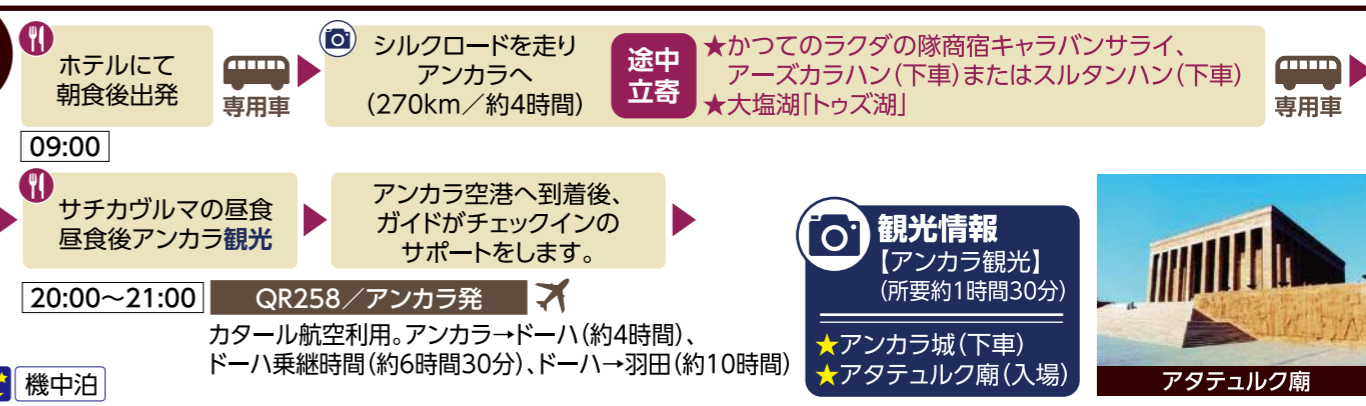 ホテルにて
朝食後出発
専用車
シルクロードを走り
アンカラへ
(270km/約4時間)
途中
立寄
★かつてのラクダの隊商宿キャラバンサライ、
アーズカラハン(下車)またはスルタンハン(下車)
★大塩湖「トゥズ湖」
専用車
09:00
サチカヴルマの昼食
昼食後アンカラ観光
アンカラ空港へ到着後、
ガイドがチェックインの
サポートをします。
20:00~21:00 QR258/アンカラ発
カタール航空利用。アンカラ→ドーハ(約4時間)、
ドーハ乗継時間(約6時間30分)、ドーハ→羽田(約10時間)
機中泊
観光情報
【アンカラ観光】
(所要約1時間30分)
★アンカラ城(下車)
★アタテュルク廟(入場)
アタテュルク廟